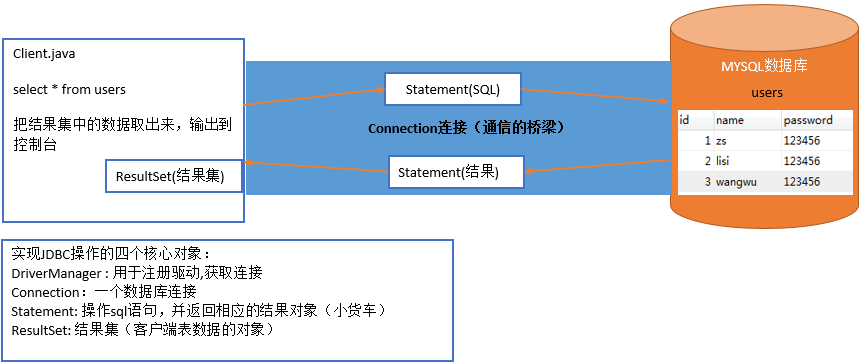 Client.java
select * from users
把结果集中的数据取出来，输出到
控制台
ResultSet(结果集)
Statement(SQL)
Connection连接（通信的桥梁）
Statement(结果)
MYSQL数据库
users
id name password
1 zs 123456
2 lisi 123456
3 wangwu 123456
实现JDBC操作的四个核心对象：
DriverManager : 用于注册驱动,获取连接
Connection：一个数据库连接
Statement: 操作sql语句，并返回相应的结果对象（小货车）
ResultSet: 结果集（客户端表数据的对象）